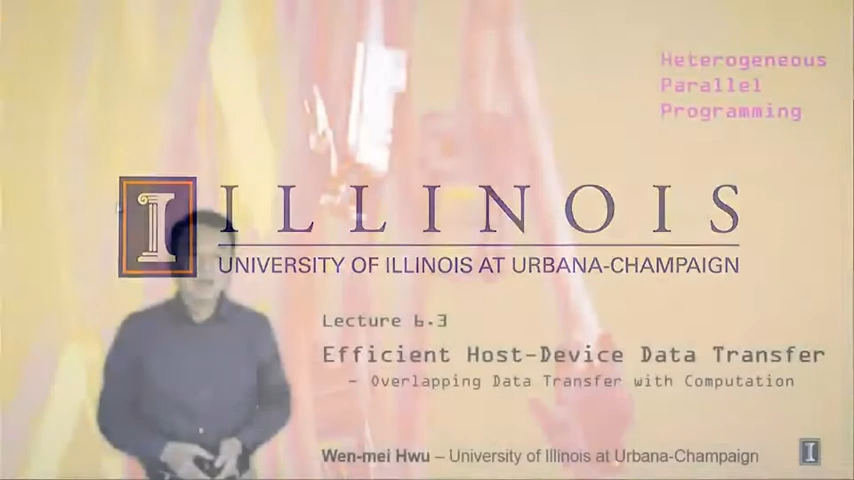 Heterogeneous
Parallel
Programming
I ILLINOIS
UNIVERSITY OF ILLINOIS AT URBANA-CHAMPAIGN
Lecture 6.3
Efficient Host-Device Data Transfer
– Overlapping Data Transfer with Computation
Wen-mei Hwu – University of Illinois at Urbana-Champaign
I